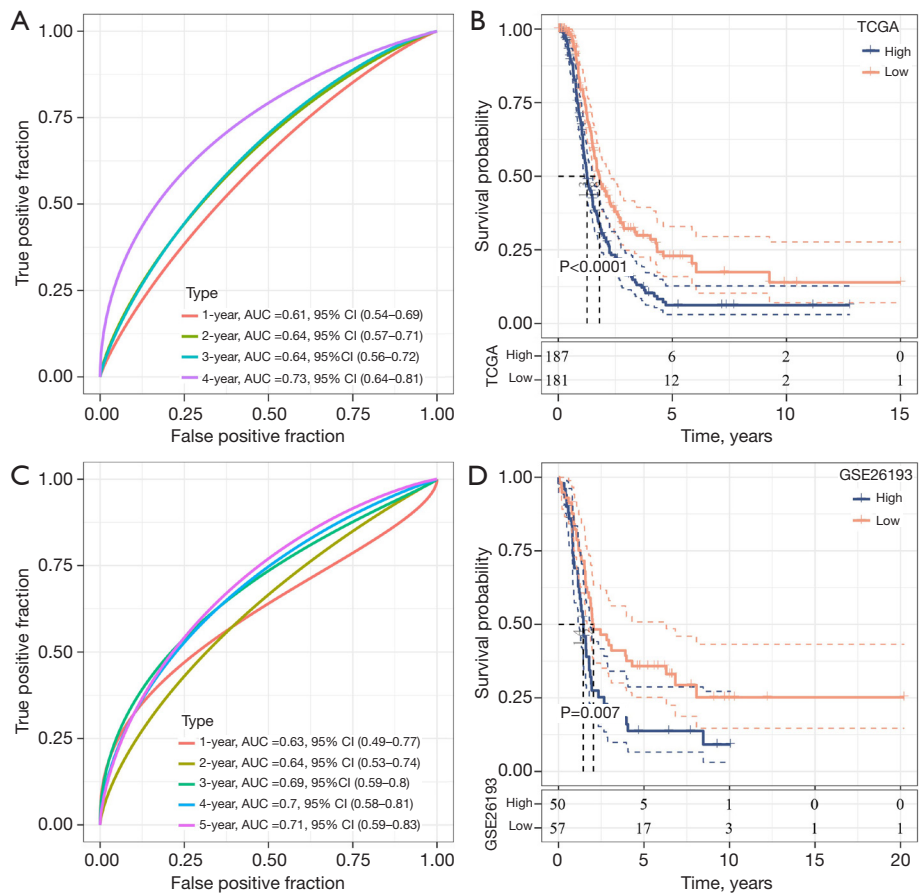 A
1.00
0.75
0.50
0.25
0.00
True positive fraction
Type
1-year, AUC =0.61, 95% CI (0.54–0.69)
2-year, AUC =0.64, 95% CI (0.57–0.71)
3-year, AUC =0.64, 95%CI (0.56–0.72)
4-year, AUC =0.73, 95% CI (0.64–0.81)
0.00 0.25 0.50 0.75 1.00
False positive fraction
B
TCGA
High
Low
1.00
0.75
0.50
0.25
0.00
Survival probability
P<0.0001
TCGA
High 187 6 2 0
Low 181 12 2 1
0 5 10 15
Time, years
C
1.00
0.75
0.50
0.25
0.00
True positive fraction
Type
1-year, AUC =0.63, 95% CI (0.49–0.77)
2-year, AUC =0.64, 95% CI (0.53–0.74)
3-year, AUC =0.69, 95%CI (0.59–0.8)
4-year, AUC =0.7, 95% CI (0.58–0.81)
5-year, AUC =0.71, 95% CI (0.59–0.83)
0.00 0.25 0.50 0.75 1.00
False positive fraction
D
GSE26193
High
Low
1.00
0.75
0.50
0.25
0.00
Survival probability
P=0.007
GSE26193
High 50 5 1 0 0
Low 57 17 3 1 1
0 5 10 15 20
Time, years